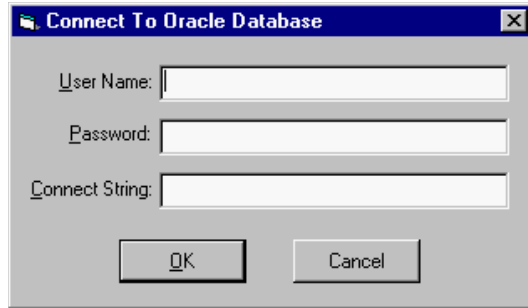 Connect To Oracle Database
User Name:
Password:
Connect String:
OK Cancel